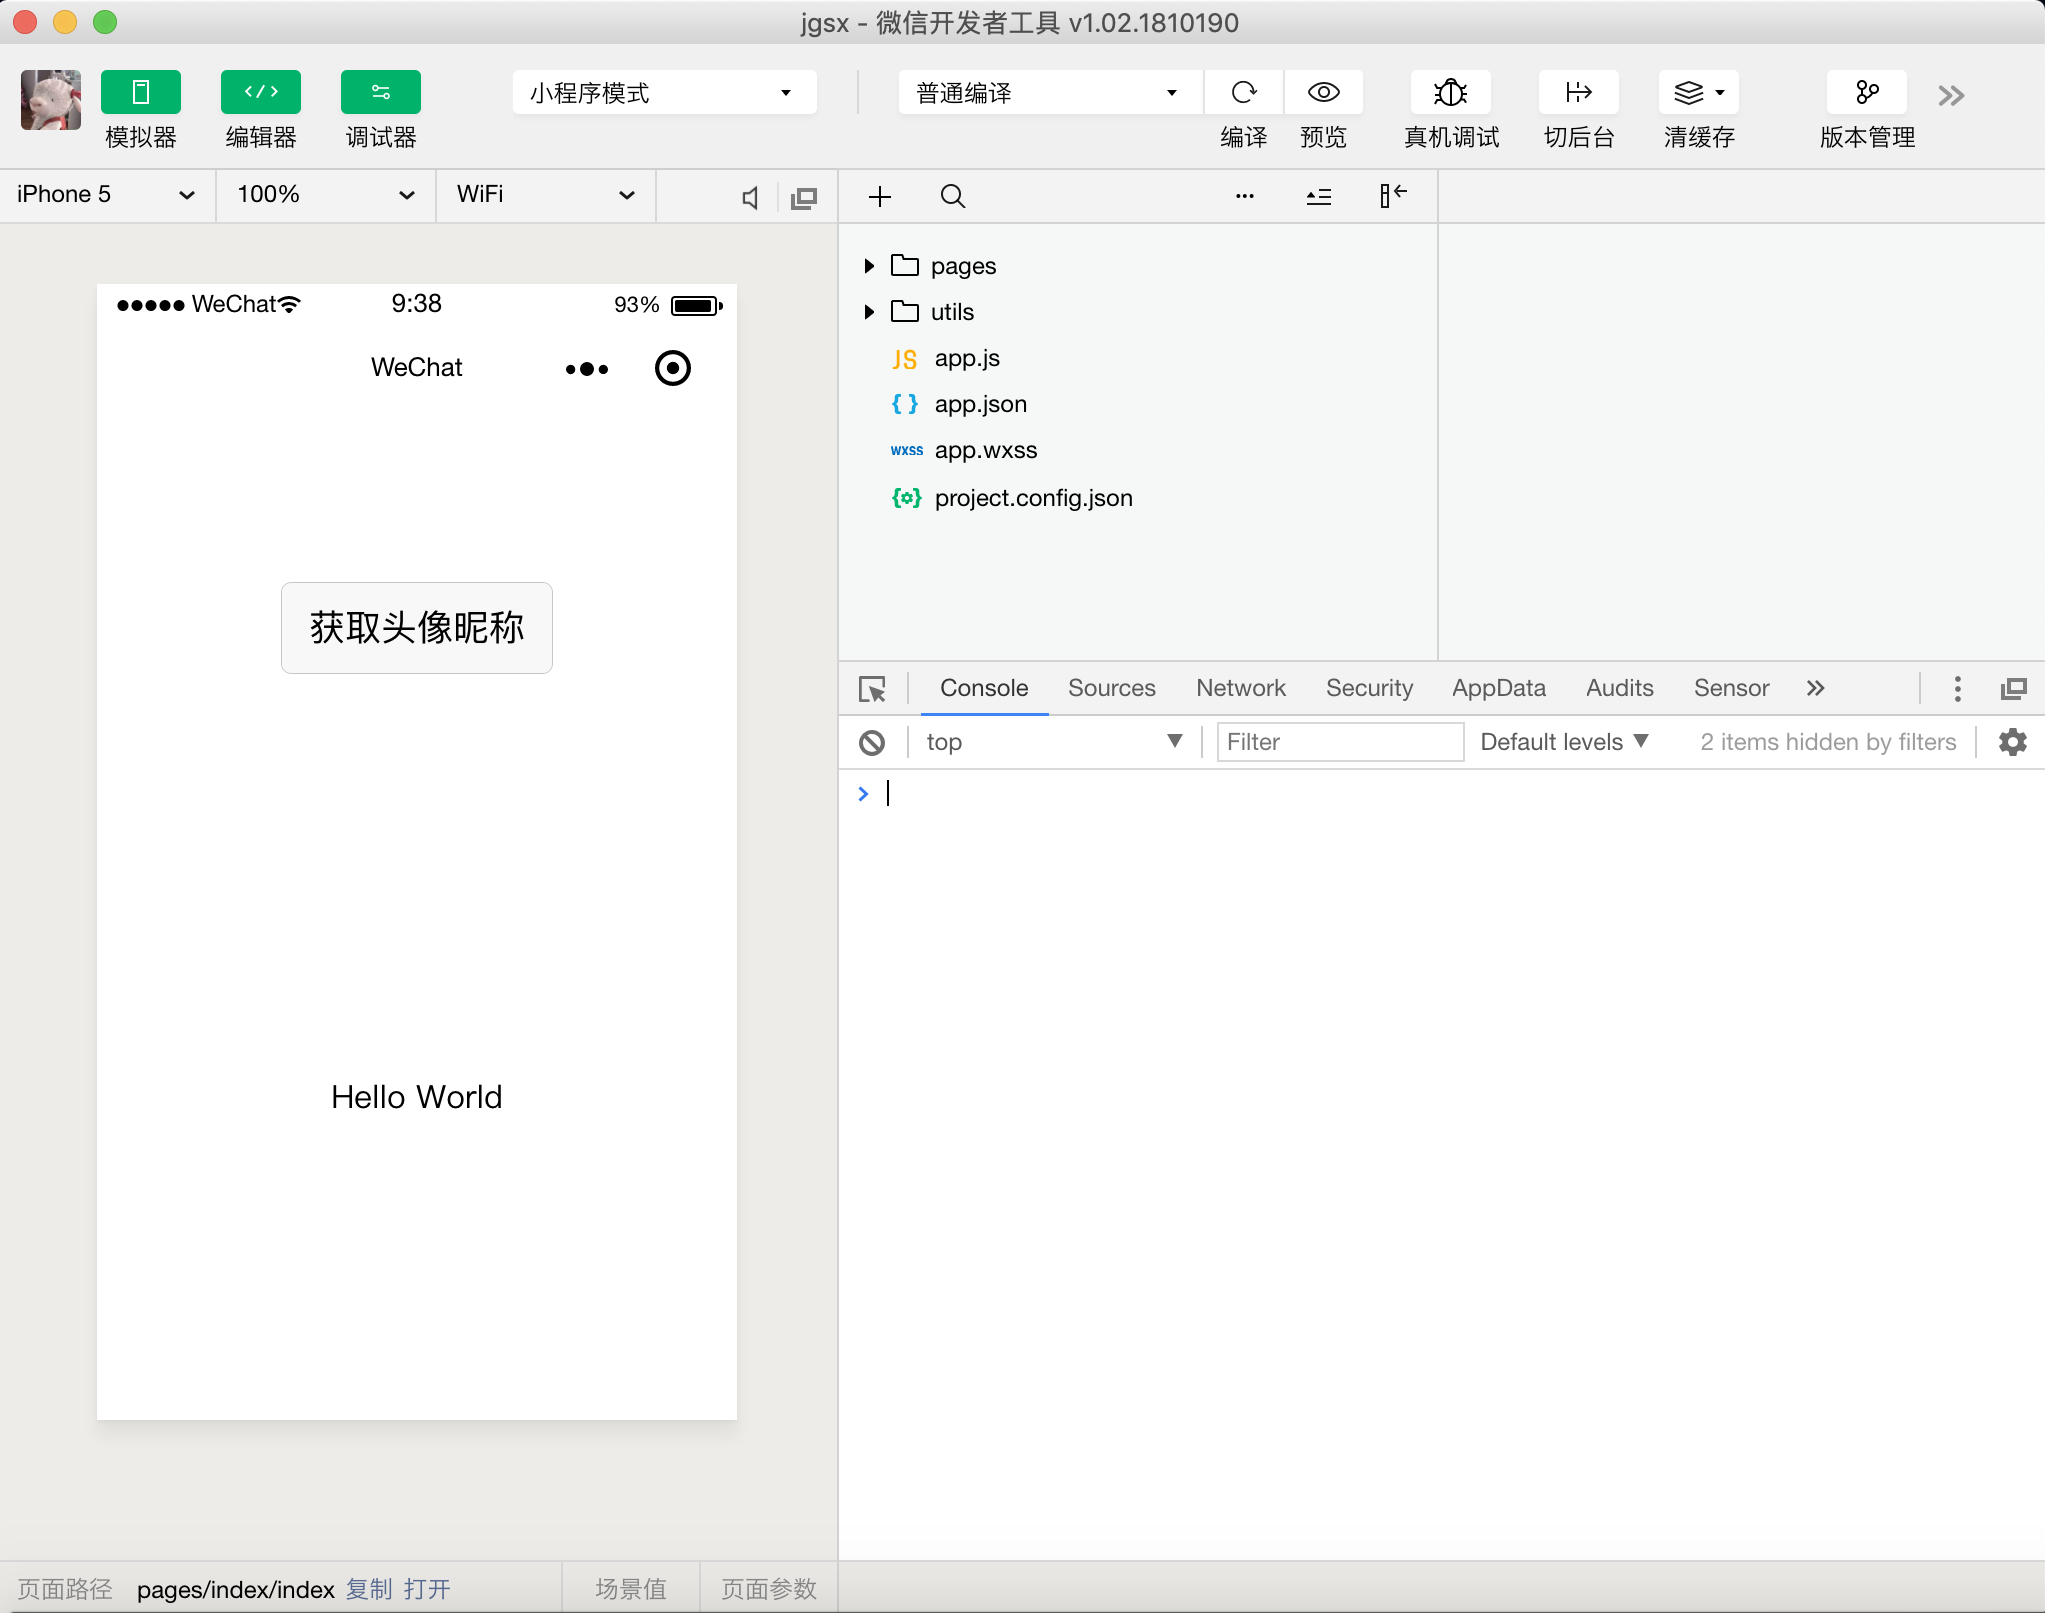 jgsx - 微信开发者工具 v1.02.1810190
模拟器 编辑器 调试器 小程序模式 普通编译 编译 预览 真机调试 切后台 清缓存 版本管理
iPhone 5 100% WiFi
WeChat 9:38 93%
WeChat
获取头像昵称
Hello World
pages
utils
JS app.js
{ } app.json
wxss app.wxss
project.config.json
Console Sources Network Security AppData Audits Sensor
top Filter Default levels 2 items hidden by filters
页面路径 pages/index/index 复制 打开 场景值 页面参数